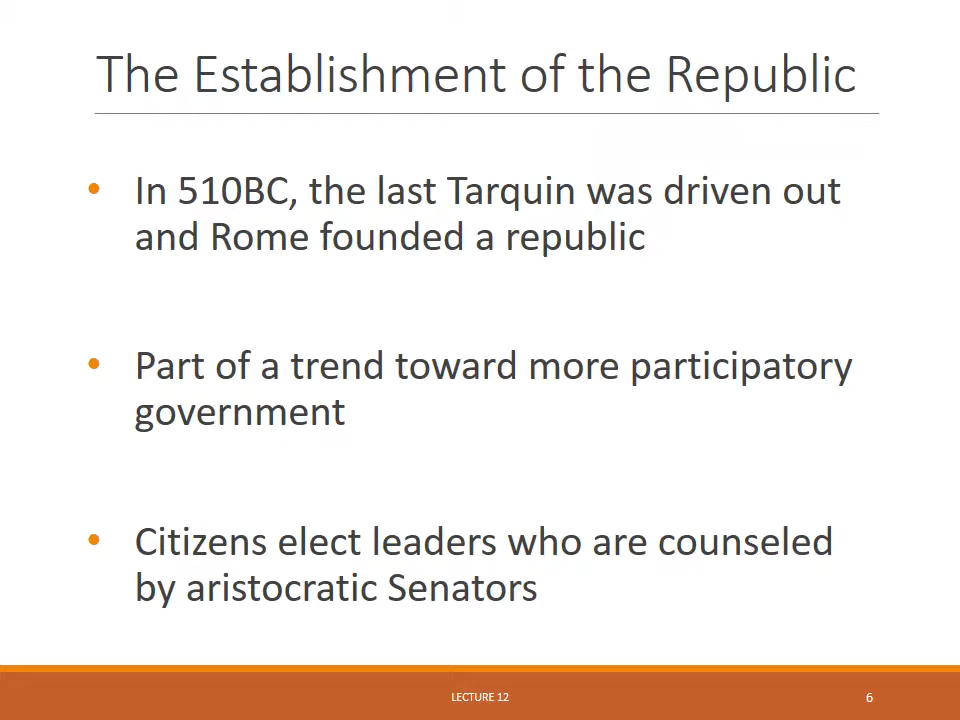 The Establishment of the Republic
• In 510BC, the last Tarquin was driven out
and Rome founded a republic
• Part of a trend toward more participatory
government
• Citizens elect leaders who are counseled
by aristocratic Senators
LECTURE 12
6